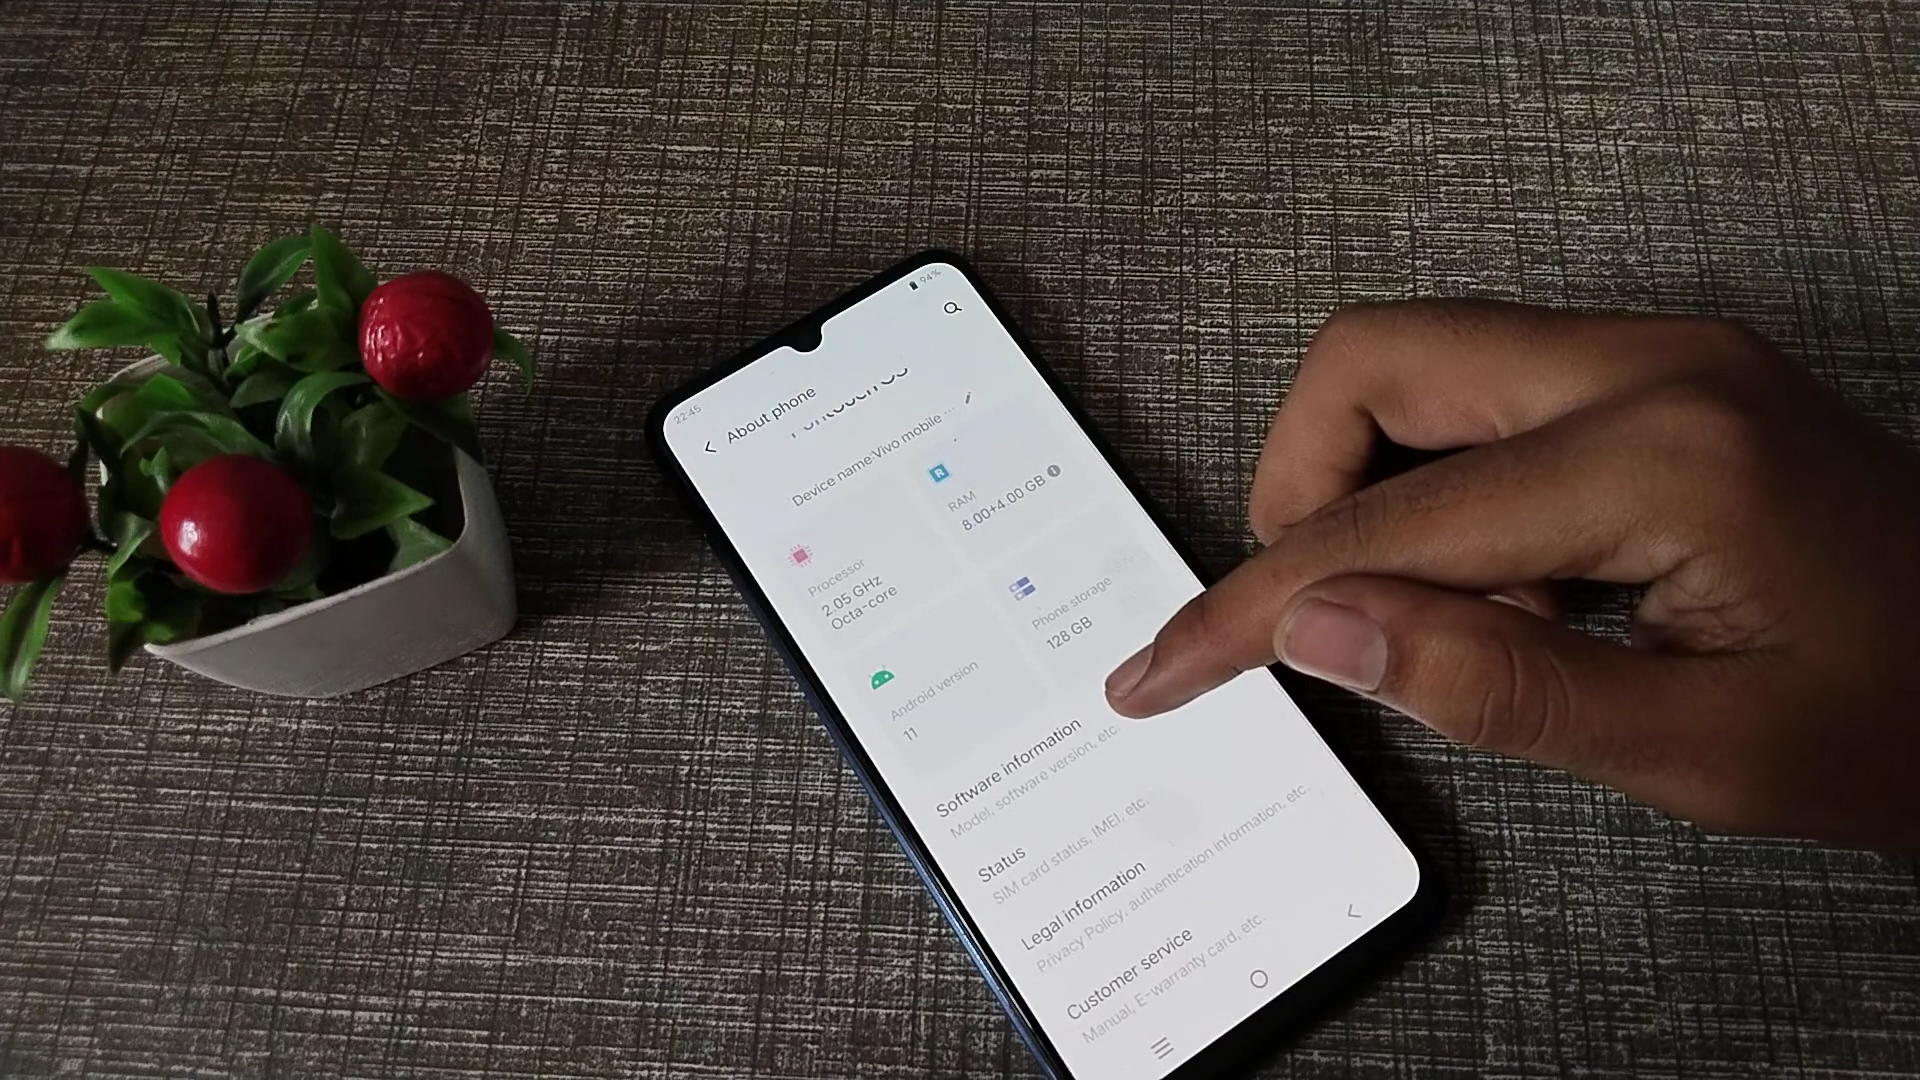 22:45
94%
About phone
Device name:Vivo mobile ...
Processor
2.05 GHz
Octa-core
R
RAM
8.00+4.00 GB
Android version
11
Phone storage
128 GB
Software information
Model, software version, etc.
Status
SIM card status, IMEI, etc.
Legal information
Privacy Policy, authentication information, etc.
Customer service
Manual, E-warranty card, etc.